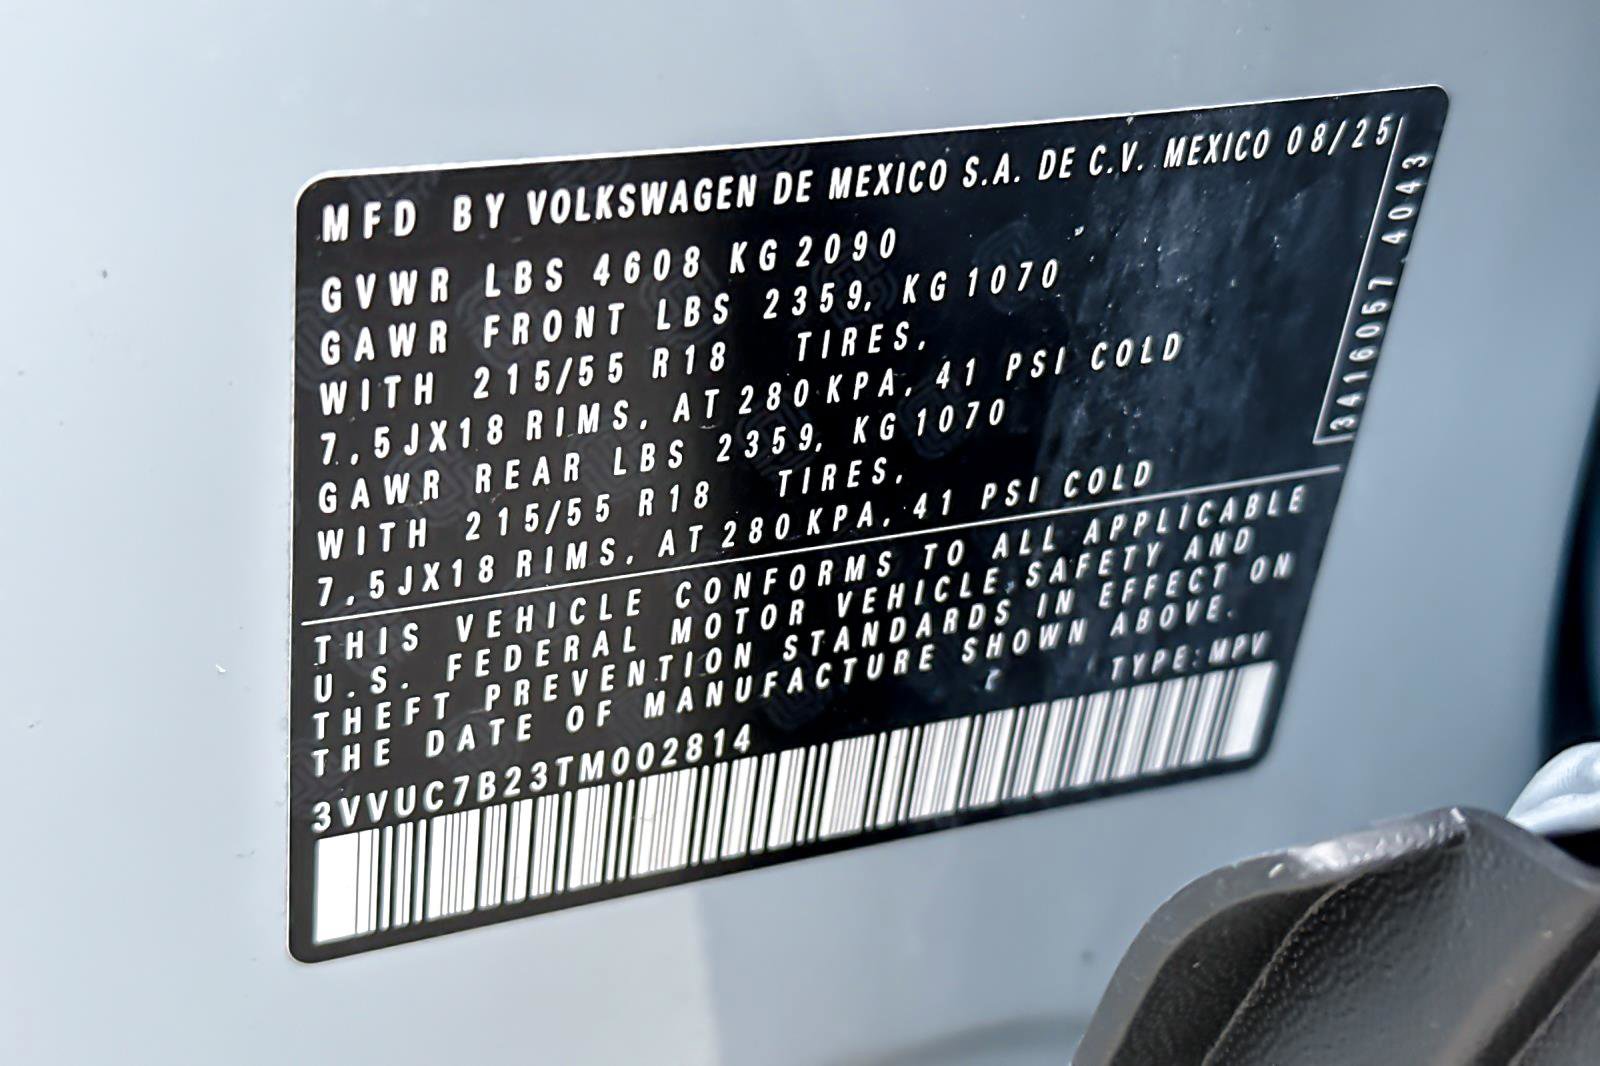 MFD BY VOLKSWAGEN DE MEXICO S.A. DE C.V. MEXICO 08/25
GVWR LBS 4608 KG 2090
GAWR FRONT LBS 2359, KG 1070
WITH 215/55 R18 TIRES,
7,5JX18 RIMS, AT 280 KPA, 41 PSI COLD
GAWR REAR LBS 2359, KG 1070
WITH 215/55 R18 TIRES,
7,5JX18 RIMS, AT 280 KPA, 41 PSI COLD
THIS VEHICLE CONFORMS TO ALL APPLICABLE
U.S. FEDERAL MOTOR VEHICLE SAFETY AND
THEFT PREVENTION STANDARDS IN EFFECT ON
THE DATE OF MANUFACTURE SHOWN ABOVE.
TYPE: MPV
3VVUC7B23TM002814
3416057 4043